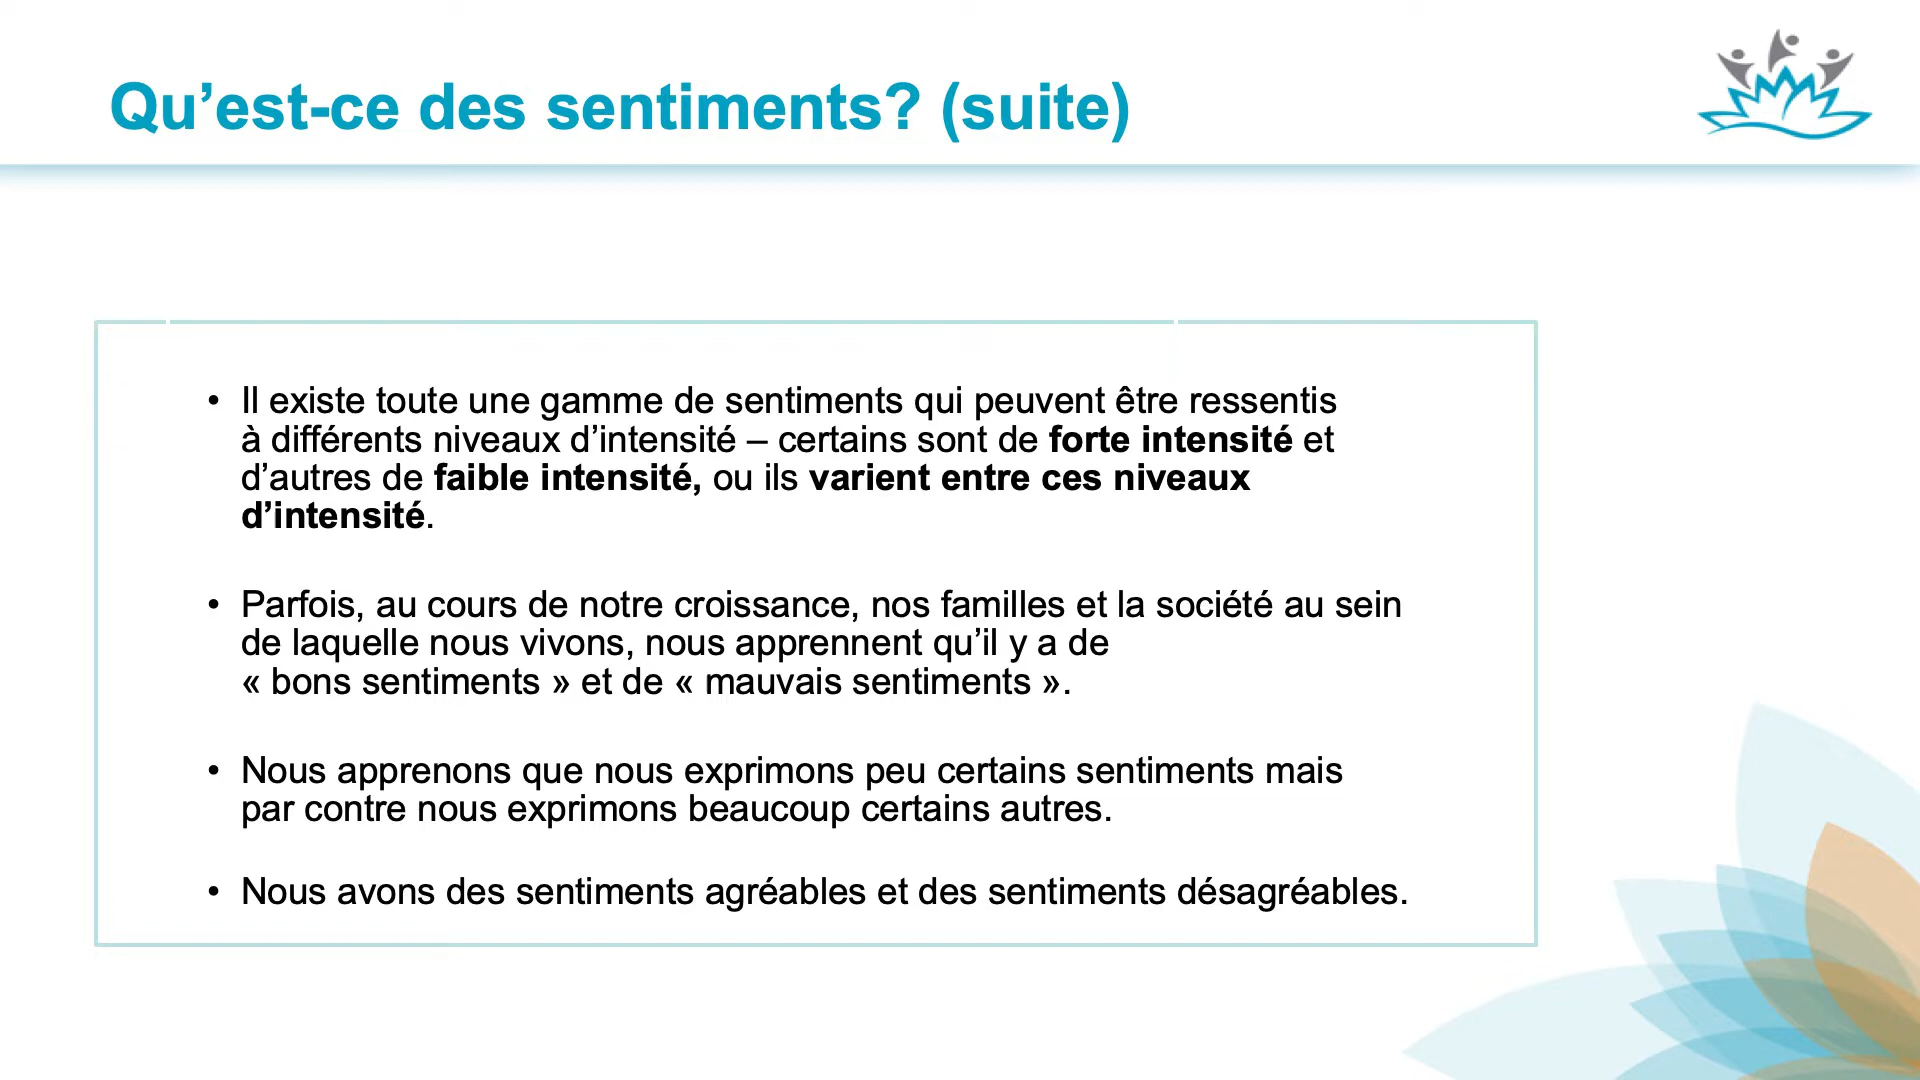 Qu’est-ce des sentiments? (suite)
• Il existe toute une gamme de sentiments qui peuvent être ressentis
à différents niveaux d’intensité – certains sont de forte intensité et
d’autres de faible intensité, ou ils varient entre ces niveaux
d’intensité.
• Parfois, au cours de notre croissance, nos familles et la société au sein
de laquelle nous vivons, nous apprennent qu’il y a de
« bons sentiments » et de « mauvais sentiments ».
• Nous apprenons que nous exprimons peu certains sentiments mais
par contre nous exprimons beaucoup certains autres.
• Nous avons des sentiments agréables et des sentiments désagréables.